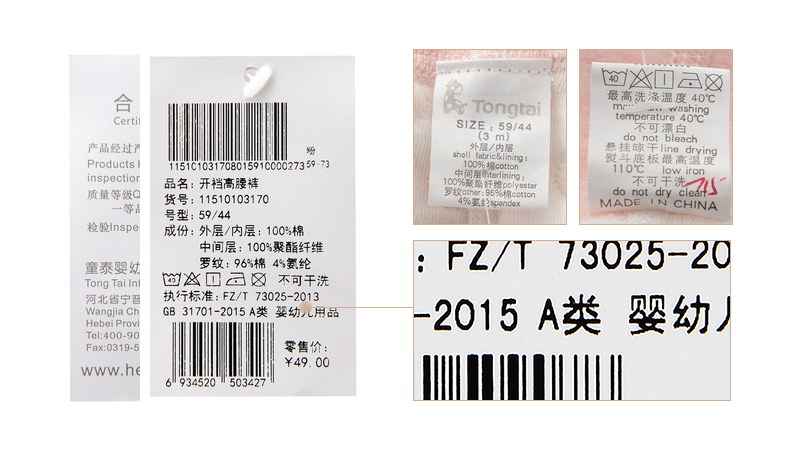 合
Certif
产品经过
Products
inspection
质量等级Q
一等品
检验Inspe
童泰婴幼
Tong Tai Inf
河北省宁晋
Wangjia Ch
Hebei Provi
Tel:400-90
Fax:0319-5
www.he
粉
115101031708015910000273 59-73
品名: 开裆高腰裤
货号: 11510103170
号型: 59/44
成份: 外层/内层: 100%棉
中间层: 100%聚酯纤维
罗纹: 96%棉 4%氨纶
40 不可干洗
执行标准: FZ/T 73025-2013
GB 31701-2015 A类 婴幼儿用品
零售价:
¥49.00
6 934520 503427
Tongtai
SIZE : 59/44
(3 m)
外层/内层
shell fabric&lining:
100%棉cotton
中间层interlining:
100%聚酯纤维polyester
罗纹other:96%棉cotton
4%氨纶spandex
40
最高洗涤温度 40℃
washing
temperature 40℃
不可漂白
do not bleach
悬挂晾干line drying
熨斗底板最高温度
110℃ low iron
不可干洗
do not dry clean
MADE IN CHINA
: FZ/T 73025-20
-2015 A类 婴幼儿